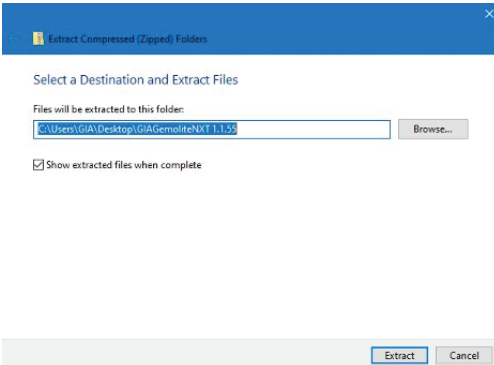 Extract Compressed (Zipped) Folders
Select a Destination and Extract Files
Files will be extracted to this folder:
C:\Users\GIA\Desktop\GIAGemoliteNXT 1.1.55
Browse...
Show extracted files when complete
Extract
Cancel